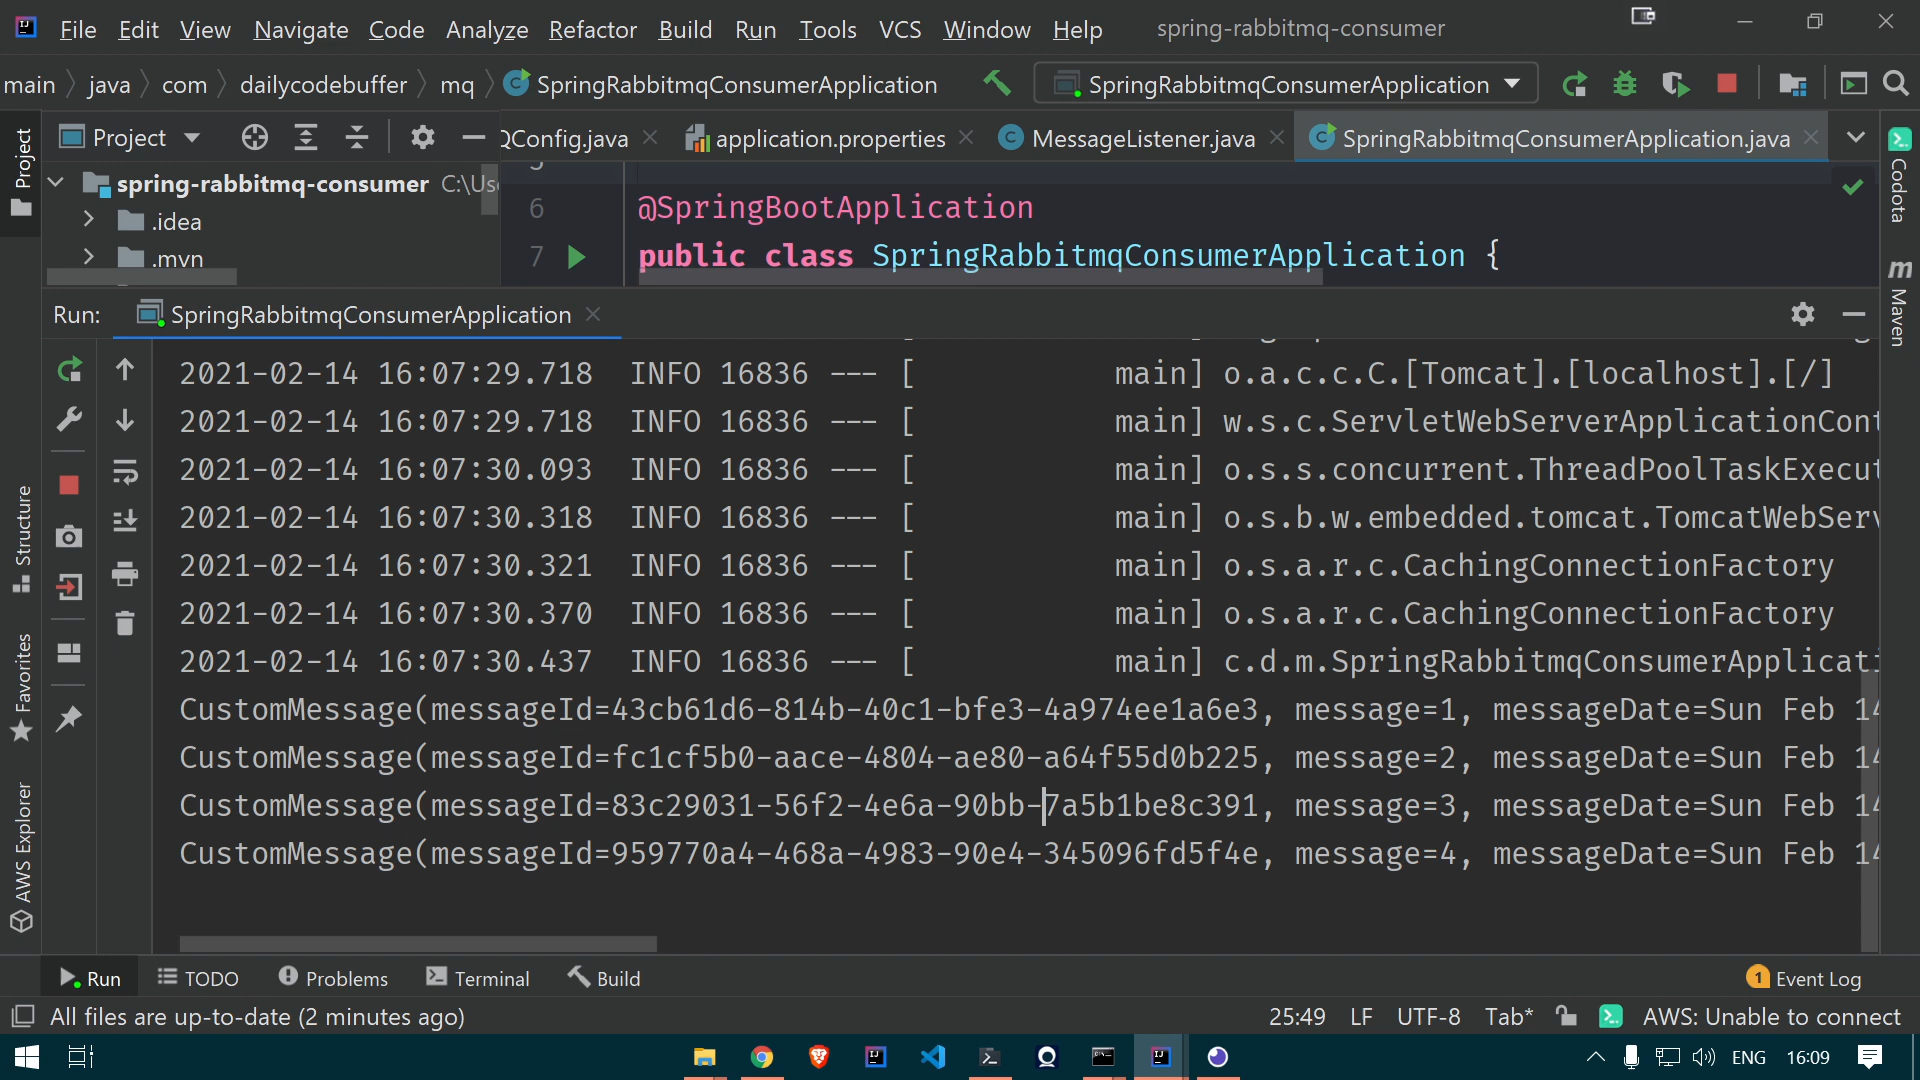 File Edit View Navigate Code Analyze Refactor Build Run Tools VCS Window Help spring-rabbitmq-consumer
main java com dailycodebuffer mq SpringRabbitmqConsumerApplication SpringRabbitmqConsumerApplication
Project QConfig.java application.properties MessageListener.java SpringRabbitmqConsumerApplication.java
Project
spring-rabbitmq-consumer C:\Use
.idea
.mvn
6 @SpringBootApplication
7 public class SpringRabbitmqConsumerApplication {
Codota
Maven
Run: SpringRabbitmqConsumerApplication
2021-02-14 16:07:29.718 INFO 16836 --- [ main] o.a.c.c.C.[Tomcat].[localhost].[/]
2021-02-14 16:07:29.718 INFO 16836 --- [ main] w.s.c.ServletWebServerApplicationCont
2021-02-14 16:07:30.093 INFO 16836 --- [ main] o.s.s.concurrent.ThreadPoolTaskExecut
2021-02-14 16:07:30.318 INFO 16836 --- [ main] o.s.b.w.embedded.tomcat.TomcatWebServ
2021-02-14 16:07:30.321 INFO 16836 --- [ main] o.s.a.r.c.CachingConnectionFactory
2021-02-14 16:07:30.370 INFO 16836 --- [ main] o.s.a.r.c.CachingConnectionFactory
2021-02-14 16:07:30.437 INFO 16836 --- [ main] c.d.m.SpringRabbitmqConsumerApplicati
CustomMessage(messageId=43cb61d6-814b-40c1-bfe3-4a974ee1a6e3, message=1, messageDate=Sun Feb 14
CustomMessage(messageId=fc1cf5b0-aace-4804-ae80-a64f55d0b225, message=2, messageDate=Sun Feb 14
CustomMessage(messageId=83c29031-56f2-4e6a-90bb-7a5b1be8c391, message=3, messageDate=Sun Feb 14
CustomMessage(messageId=959770a4-468a-4983-90e4-345096fd5f4e, message=4, messageDate=Sun Feb 14
Structure
Favorites
AWS Explorer
Run TODO Problems Terminal Build 1 Event Log
All files are up-to-date (2 minutes ago) 25:49 LF UTF-8 Tab* AWS: Unable to connect
ENG 16:09